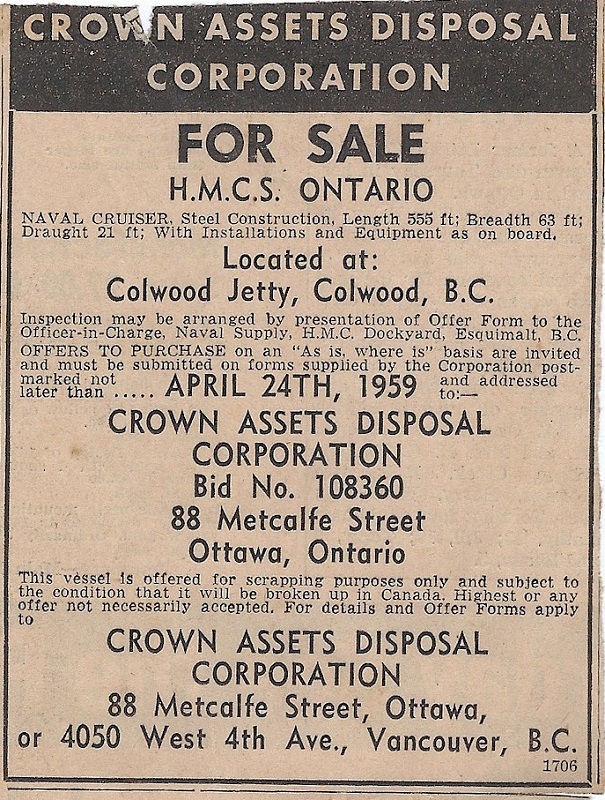 CROWN ASSETS DISPOSAL
CORPORATION
FOR SALE
H.M.C.S. ONTARIO
NAVAL CRUISER, Steel Construction, Length 555 ft; Breadth 63 ft;
Draught 21 ft; With Installations and Equipment as on board.
Located at:
Colwood Jetty, Colwood, B.C.
Inspection may be arranged by presentation of Offer Form to the
Officer-in-Charge, Naval Supply, H.M.C. Dockyard, Esquimalt, B.C.
OFFERS TO PURCHASE on an "As is, where is" basis are invited
and must be submitted on forms supplied by the Corporation post-
marked not
later than ..... APRIL 24TH, 1959 and addressed
to:—
CROWN ASSETS DISPOSAL
CORPORATION
Bid No. 108360
88 Metcalfe Street
Ottawa, Ontario
This vessel is offered for scrapping purposes only and subject to
the condition that it will be broken up in Canada. Highest or any
offer not necessarily accepted. For details and Offer Forms apply
to
CROWN ASSETS DISPOSAL
CORPORATION
88 Metcalfe Street, Ottawa,
or 4050 West 4th Ave., Vancouver, B.C.
1706